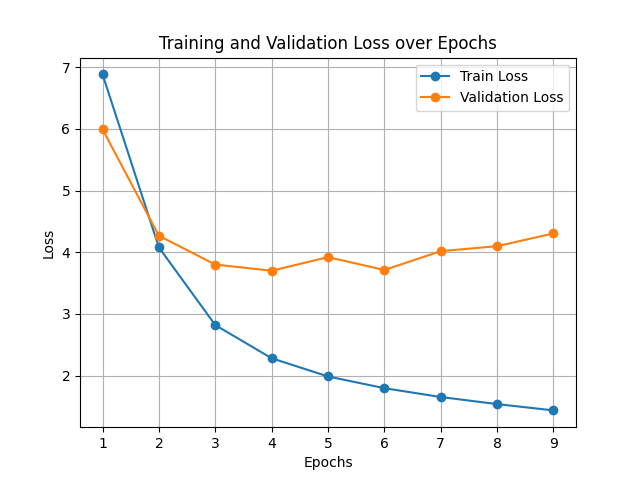 Training and Validation Loss over Epochs
Train Loss
Validation Loss
7
6
5
4
3
2
Loss
1 2 3 4 5 6 7 8 9
Epochs